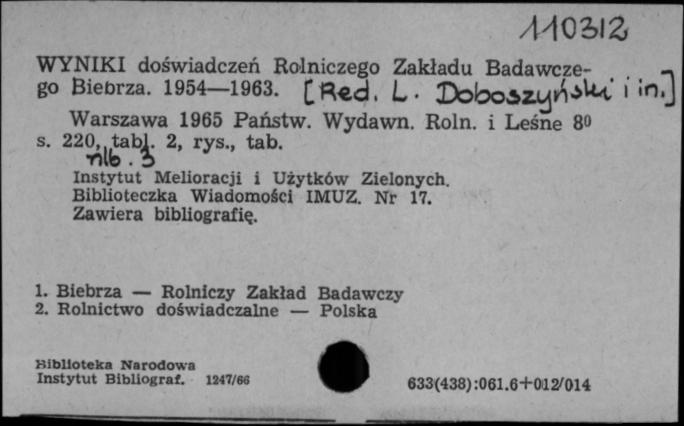 110312
WYNIKI doświadczeń Rolniczego Zakładu Badawcze-
go Biebrza. 1954—1963. [Red. L. Doboszyński i in.]
Warszawa 1965 Państw. Wydawn. Roln. i Leśne 8⁰
s. 220, tabl. 2, rys., tab.
nlb. 3
Instytut Melioracji i Użytków Zielonych.
Biblioteczka Wiadomości IMUZ. Nr 17.
Zawiera bibliografię.
1. Biebrza — Rolniczy Zakład Badawczy
2. Rolnictwo doświadczalne — Polska
Biblioteka Narodowa
Instytut Bibliograf. 1247/66
633(438):061.6+012/014